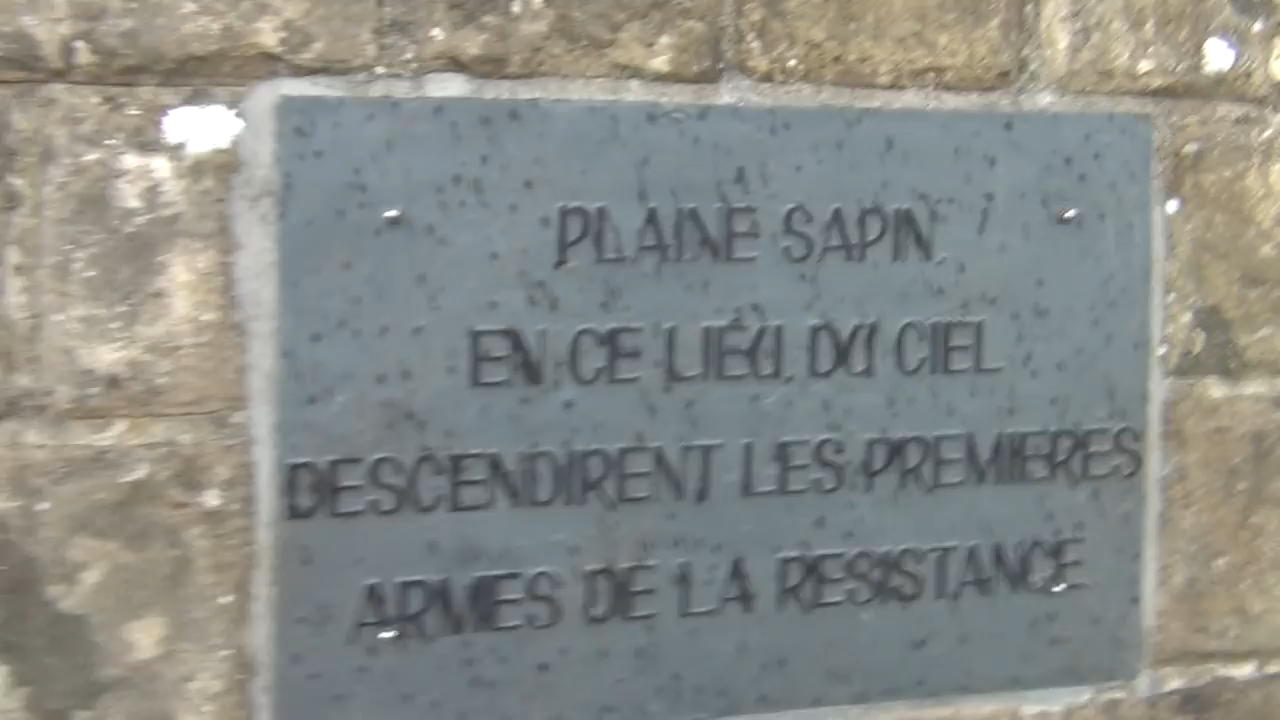 PLAINE SAPIN
EN CE LIEU DU CIEL
DESCENDIRENT LES PREMIERES
ARMES DE LA RESISTANCE